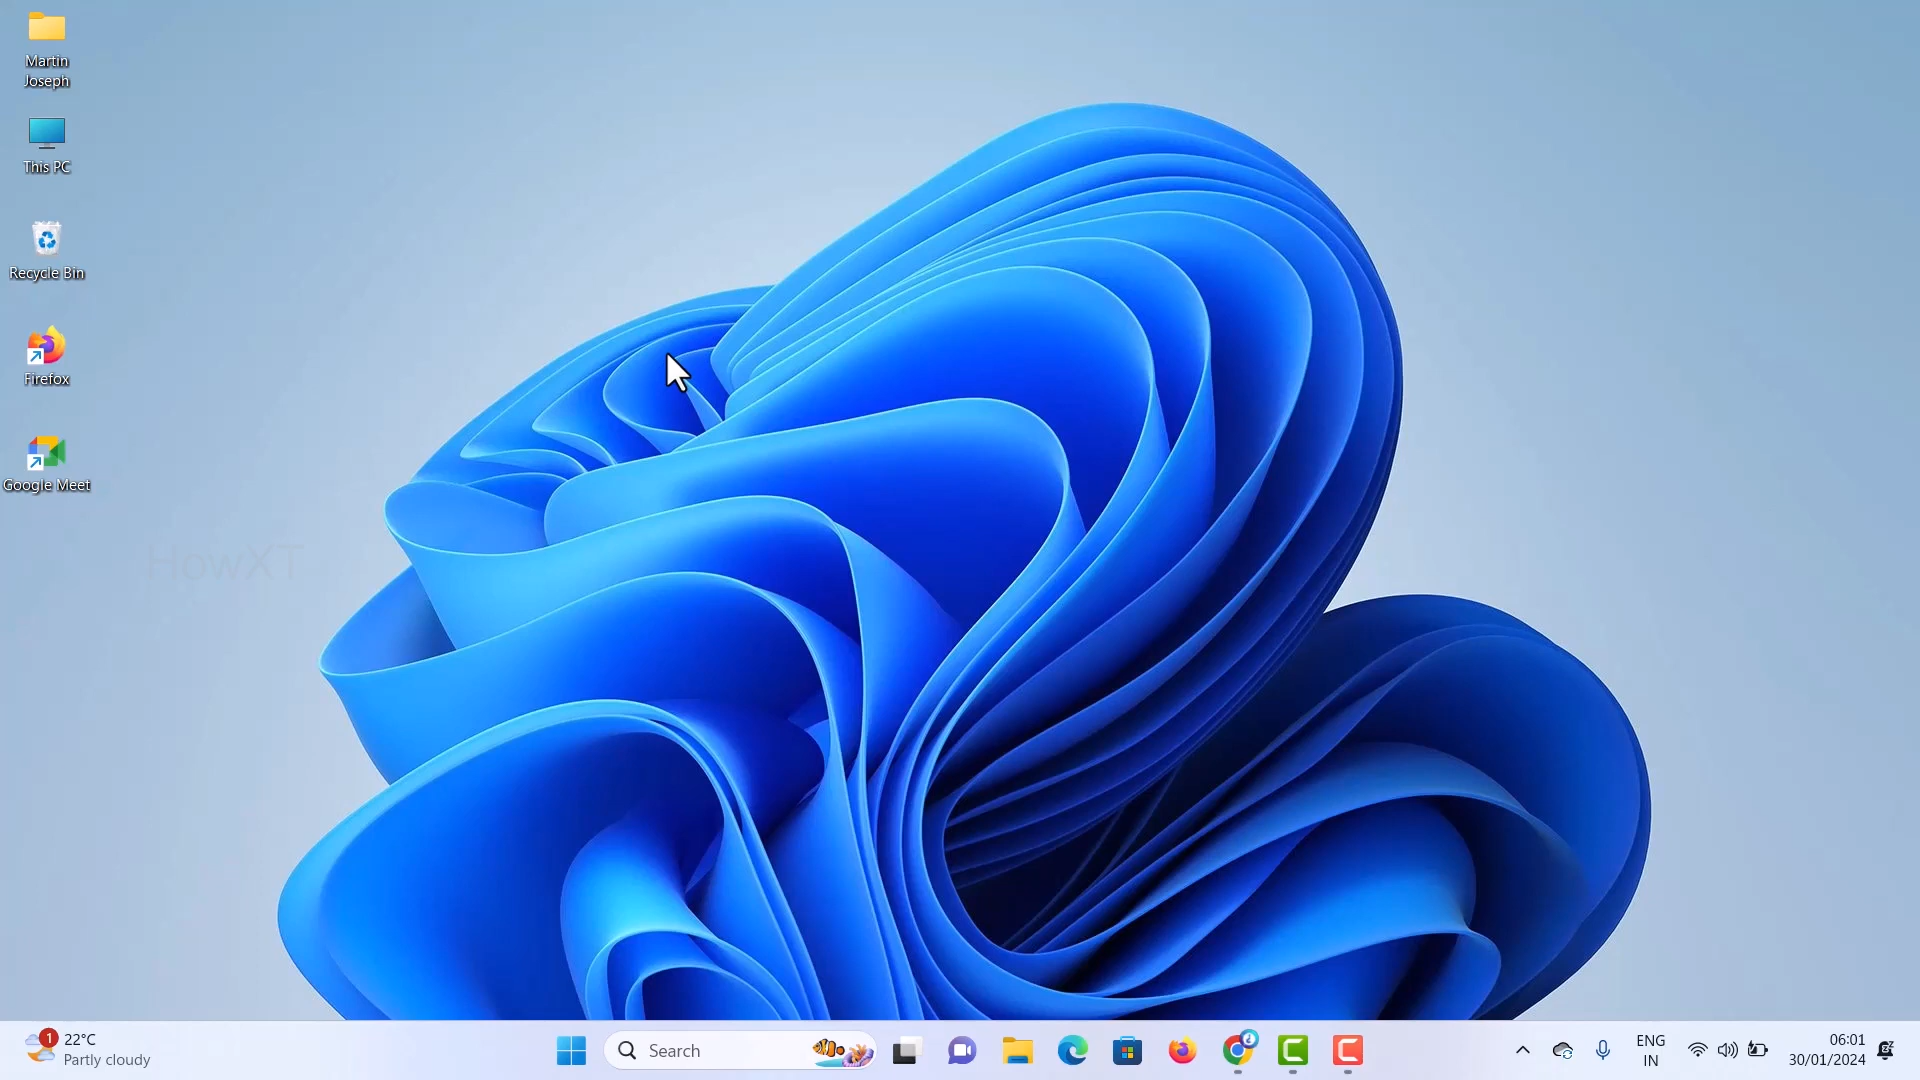 Martin
Joseph
This PC
Recycle Bin
Firefox
Google Meet
HowXT
1
22°C
Partly cloudy
Search
ENG
IN
06:01
30/01/2024